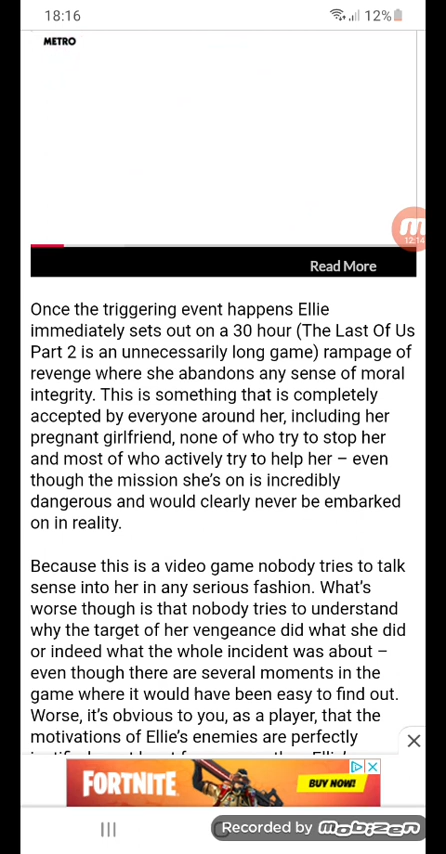 18:16
12%
METRO
12:14
Read More
Once the triggering event happens Ellie
immediately sets out on a 30 hour (The Last Of Us
Part 2 is an unnecessarily long game) rampage of
revenge where she abandons any sense of moral
integrity. This is something that is completely
accepted by everyone around her, including her
pregnant girlfriend, none of who try to stop her
and most of who actively try to help her – even
though the mission she's on is incredibly
dangerous and would clearly never be embarked
on in reality.
Because this is a video game nobody tries to talk
sense into her in any serious fashion. What's
worse though is that nobody tries to understand
why the target of her vengeance did what she did
or indeed what the whole incident was about –
even though there are several moments in the
game where it would have been easy to find out.
Worse, it's obvious to you, as a player, that the
motivations of Ellie's enemies are perfectly
FORTNITE
BUY NOW!
Recorded by mobizen